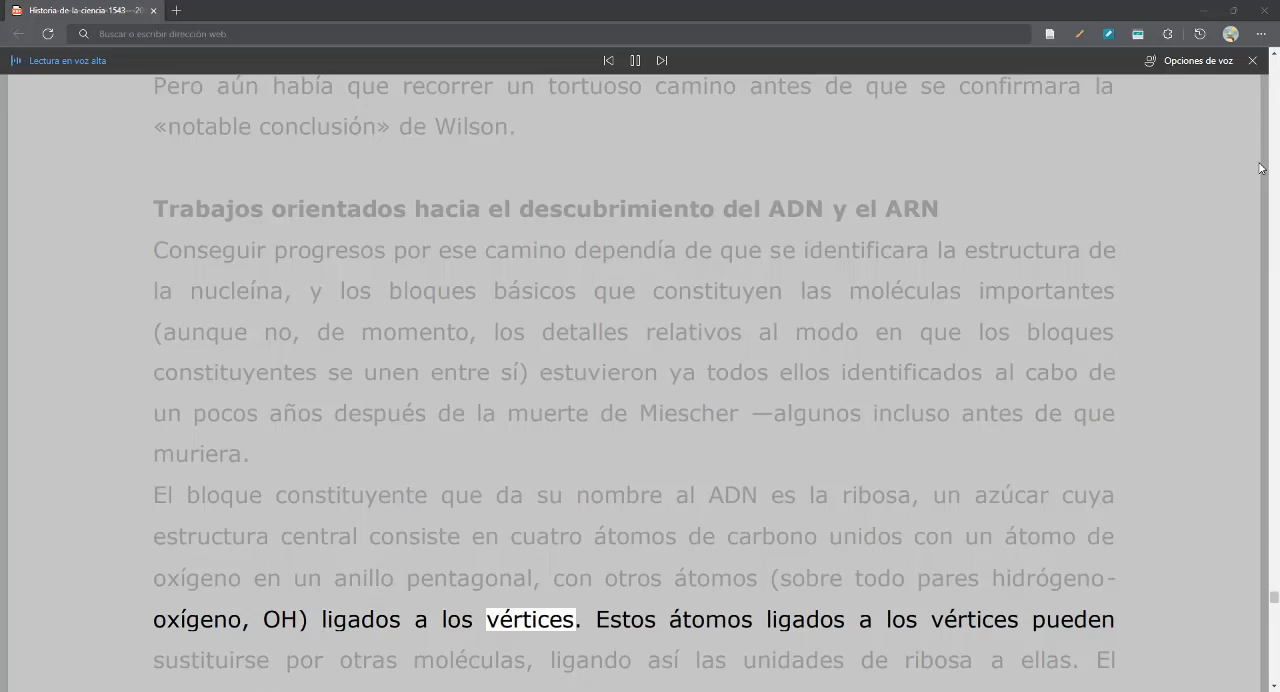 Historia-de-la-ciencia-1543---20
Buscar o escribir dirección web
Lectura en voz alta
Opciones de voz
Pero aún había que recorrer un tortuoso camino antes de que se confirmara la
«notable conclusión» de Wilson.
Trabajos orientados hacia el descubrimiento del ADN y el ARN
Conseguir progresos por ese camino dependía de que se identificara la estructura de
la nucleína, y los bloques básicos que constituyen las moléculas importantes
(aunque no, de momento, los detalles relativos al modo en que los bloques
constituyentes se unen entre sí) estuvieron ya todos ellos identificados al cabo de
un pocos años después de la muerte de Miescher —algunos incluso antes de que
muriera.
El bloque constituyente que da su nombre al ADN es la ribosa, un azúcar cuya
estructura central consiste en cuatro átomos de carbono unidos con un átomo de
oxígeno en un anillo pentagonal, con otros átomos (sobre todo pares hidrógeno-
oxígeno, OH) ligados a los vértices. Estos átomos ligados a los vértices pueden
sustituirse por otras moléculas, ligando así las unidades de ribosa a ellas. El